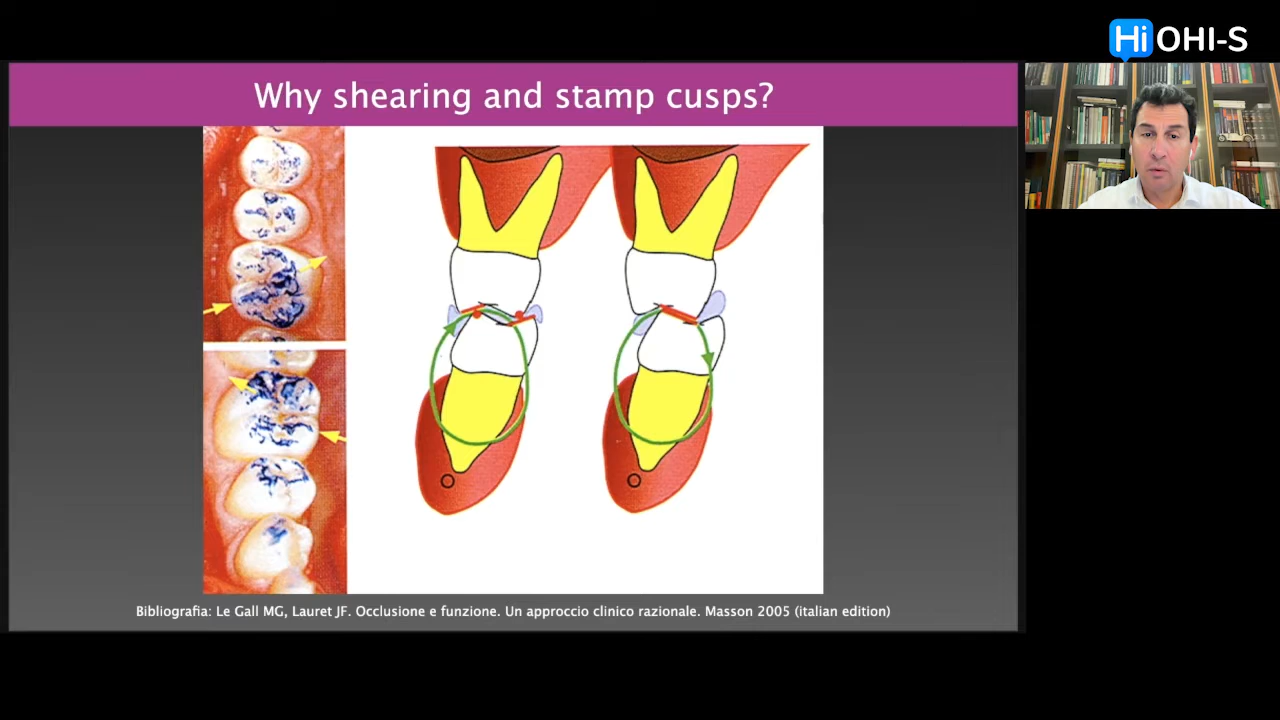 Hi OHI-S
Why shearing and stamp cusps?
Bibliografia: Le Gall MG, Lauret JF. Occlusione e funzione. Un approccio clinico razionale. Masson 2005 (italian edition)